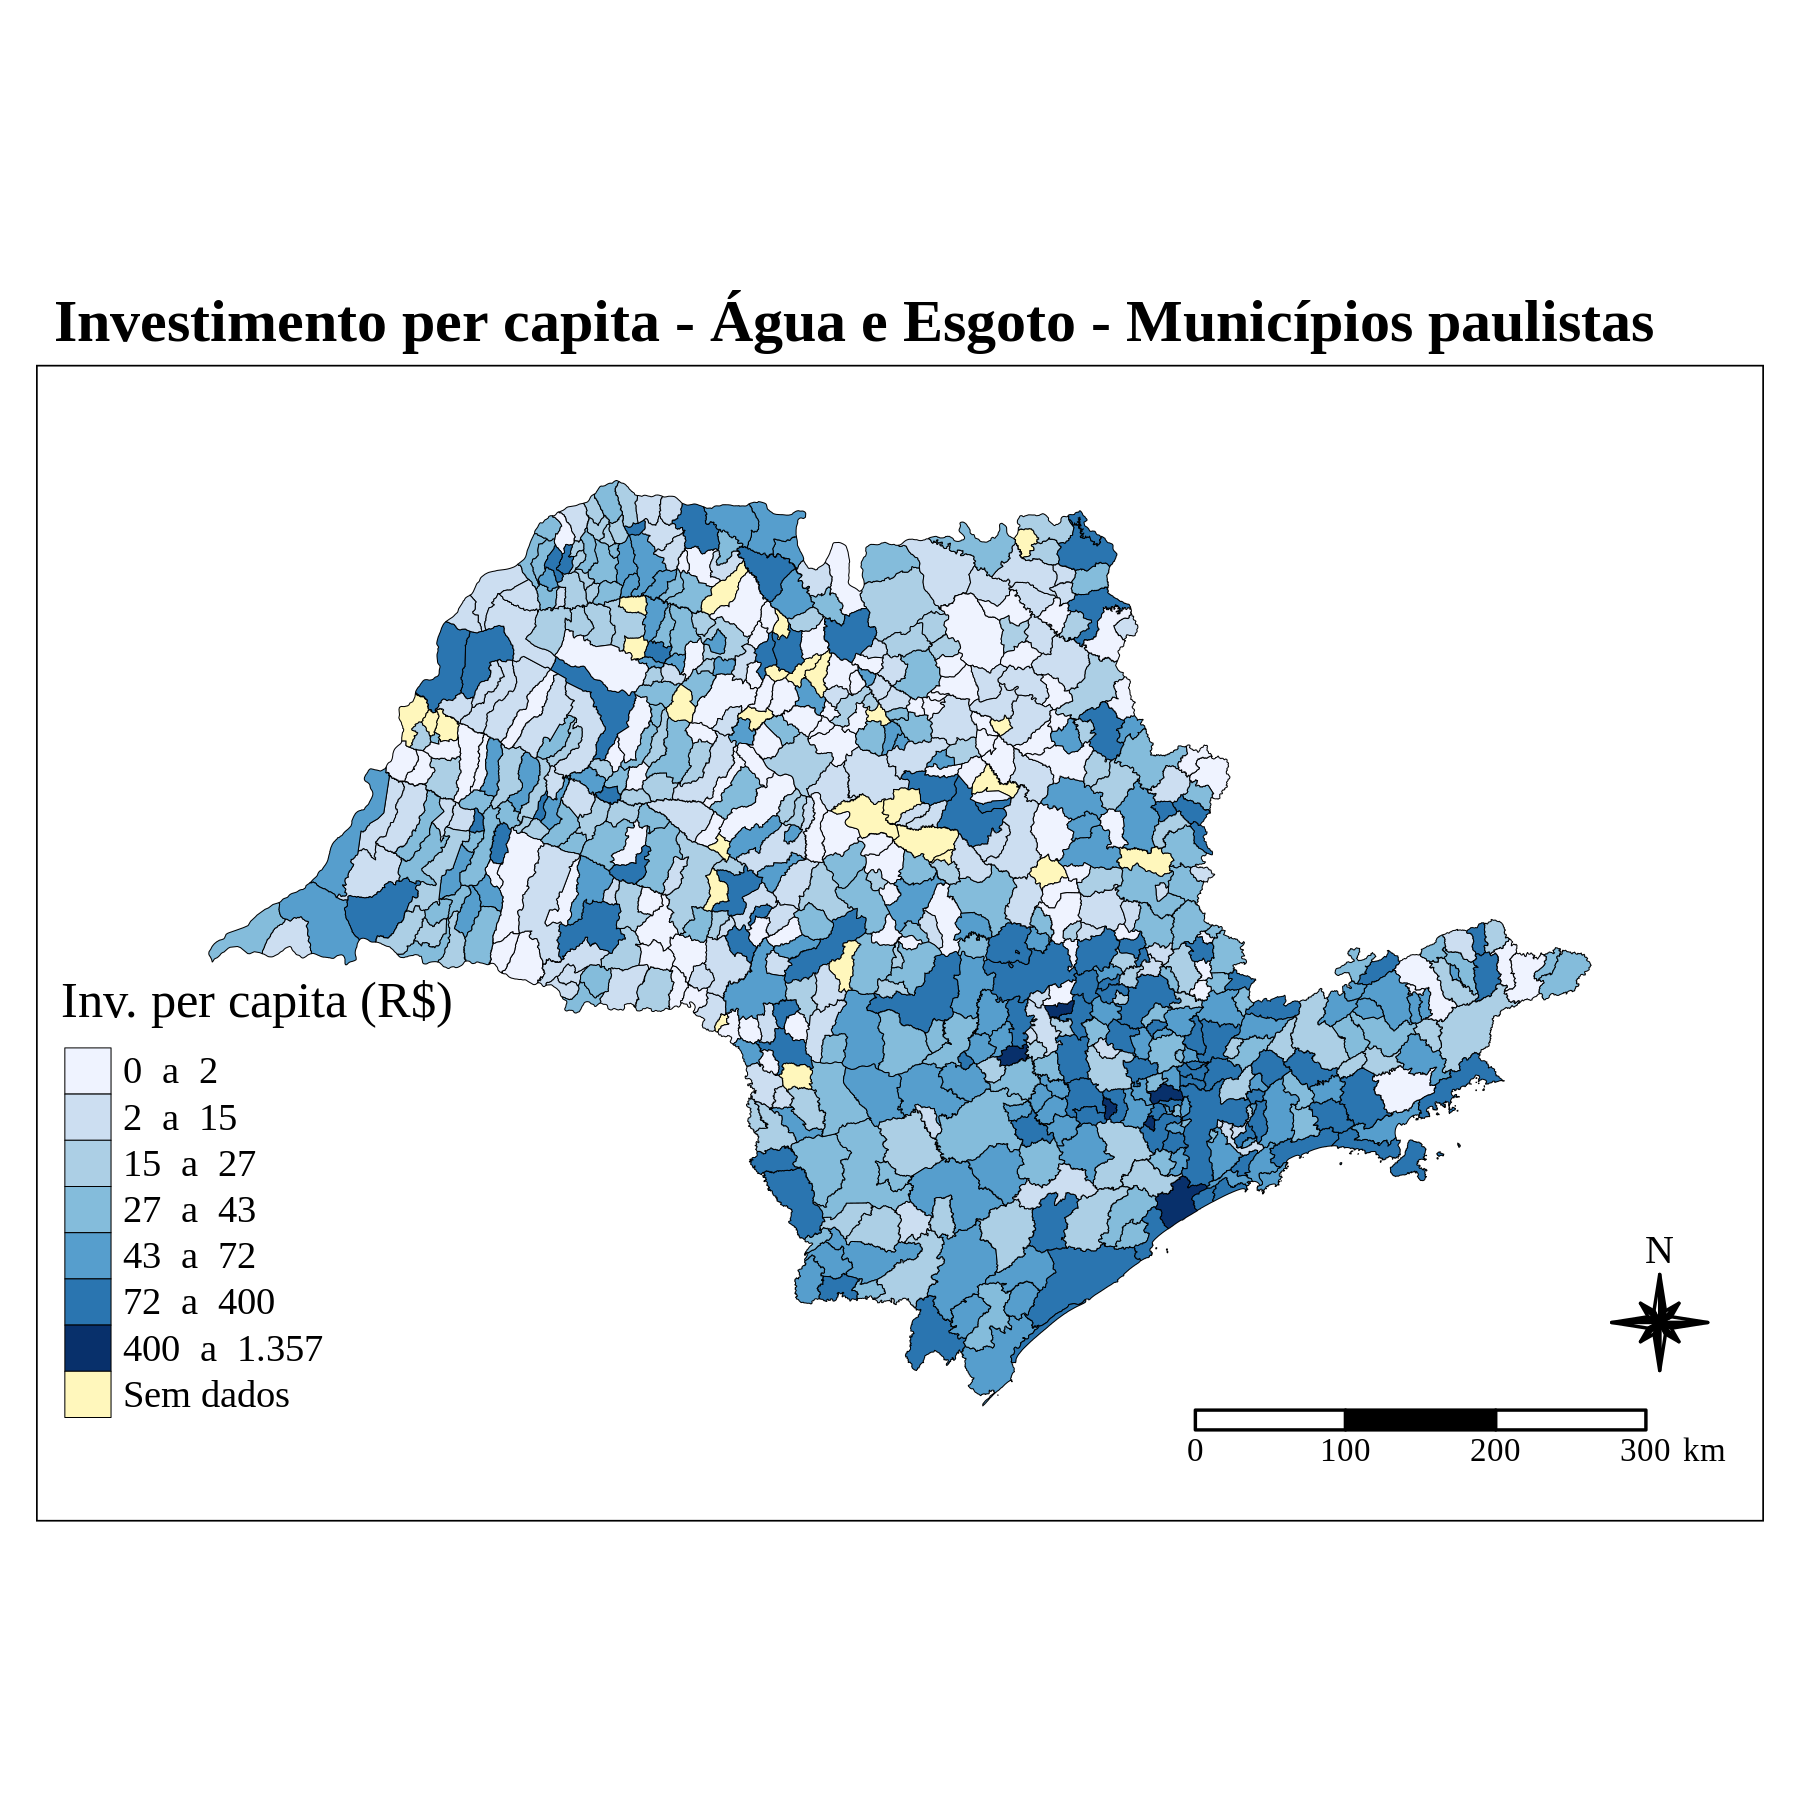 Investimento per capita - Água e Esgoto - Municípios paulistas
Inv. per capita (R$)
0 a 2
2 a 15
15 a 27
27 a 43
43 a 72
72 a 400
400 a 1.357
Sem dados
N
0 100 200 300 km